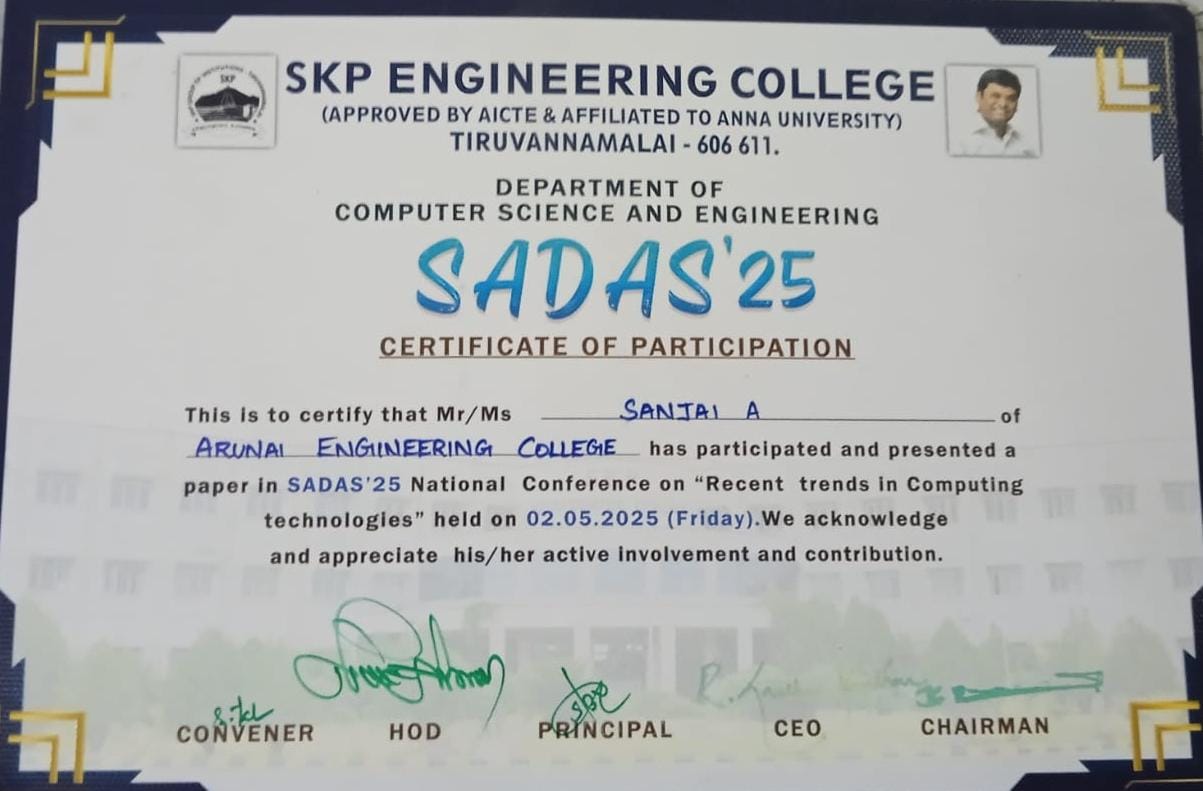 SKP
SKP ENGINEERING COLLEGE
(APPROVED BY AICTE & AFFILIATED TO ANNA UNIVERSITY)
TIRUVANNAMALAI - 606 611.
DEPARTMENT OF
COMPUTER SCIENCE AND ENGINEERING
SADAS'25
CERTIFICATE OF PARTICIPATION
This is to certify that Mr/Ms SANJAI A of
ARUNAI ENGINEERING COLLEGE has participated and presented a
paper in SADAS'25 National Conference on “Recent trends in Computing
technologies” held on 02.05.2025 (Friday).We acknowledge
and appreciate his/her active involvement and contribution.
CONVENER HOD PRINCIPAL CEO CHAIRMAN